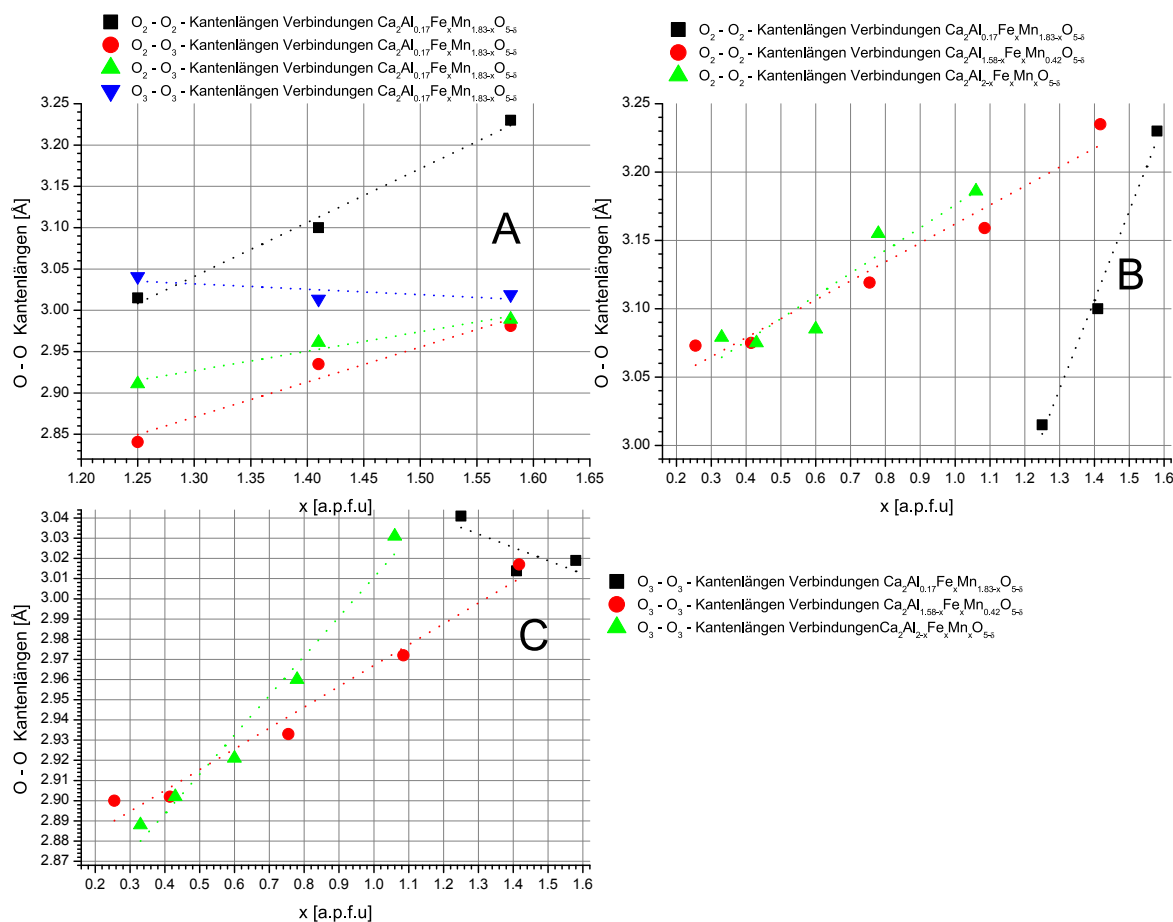 O₂ - O₂ - Kantenlängen Verbindungen Ca₂Al₀.₁₇FeₓMn₁.₈₃₋ₓO₅₋δ
O₂ - O₃ - Kantenlängen Verbindungen Ca₂Al₀.₁₇FeₓMn₁.₈₃₋ₓO₅₋δ
O₂ - O₃ - Kantenlängen Verbindungen Ca₂Al₀.₁₇FeₓMn₁.₈₃₋ₓO₅₋δ
O₃ - O₃ - Kantenlängen Verbindungen Ca₂Al₀.₁₇FeₓMn₁.₈₃₋ₓO₅₋δ
3.25
3.20
3.15
3.10
3.05
3.00
2.95
2.90
2.85
O - O Kantenlängen [Å]
A
1.20 1.25 1.30 1.35 1.40 1.45 1.50 1.55 1.60 1.65
x [a.p.f.u]
O₂ - O₂ - Kantenlängen Verbindungen Ca₂Al₀.₁₇FeₓMn₁.₈₃₋ₓO₅₋δ
O₂ - O₂ - Kantenlängen Verbindungen Ca₂Al₁.₅₈₋ₓFeₓMn₀.₄₂O₅₋δ
O₂ - O₂ - Kantenlängen Verbindungen Ca₂Al₂₋ₓFeₓMnₓO₅₋δ
3.25
3.20
3.15
3.10
3.05
3.00
O - O Kantenlängen [Å]
B
0.2 0.3 0.4 0.5 0.6 0.7 0.8 0.9 1.0 1.1 1.2 1.3 1.4 1.5 1.6
x [a.p.f.u]
3.04
3.03
3.02
3.01
3.00
2.99
2.98
2.97
2.96
2.95
2.94
2.93
2.92
2.91
2.90
2.89
2.88
2.87
O - O Kantenlängen [Å]
C
0.2 0.3 0.4 0.5 0.6 0.7 0.8 0.9 1.0 1.1 1.2 1.3 1.4 1.5 1.6
x [a.p.f.u]
O₃ - O₃ - Kantenlängen Verbindungen Ca₂Al₀.₁₇FeₓMn₁.₈₃₋ₓO₅₋δ
O₃ - O₃ - Kantenlängen Verbindungen Ca₂Al₁.₅₈₋ₓFeₓMn₀.₄₂O₅₋δ
O₃ - O₃ - Kantenlängen VerbindungenCa₂Al₂₋ₓFeₓMnₓO₅₋δ